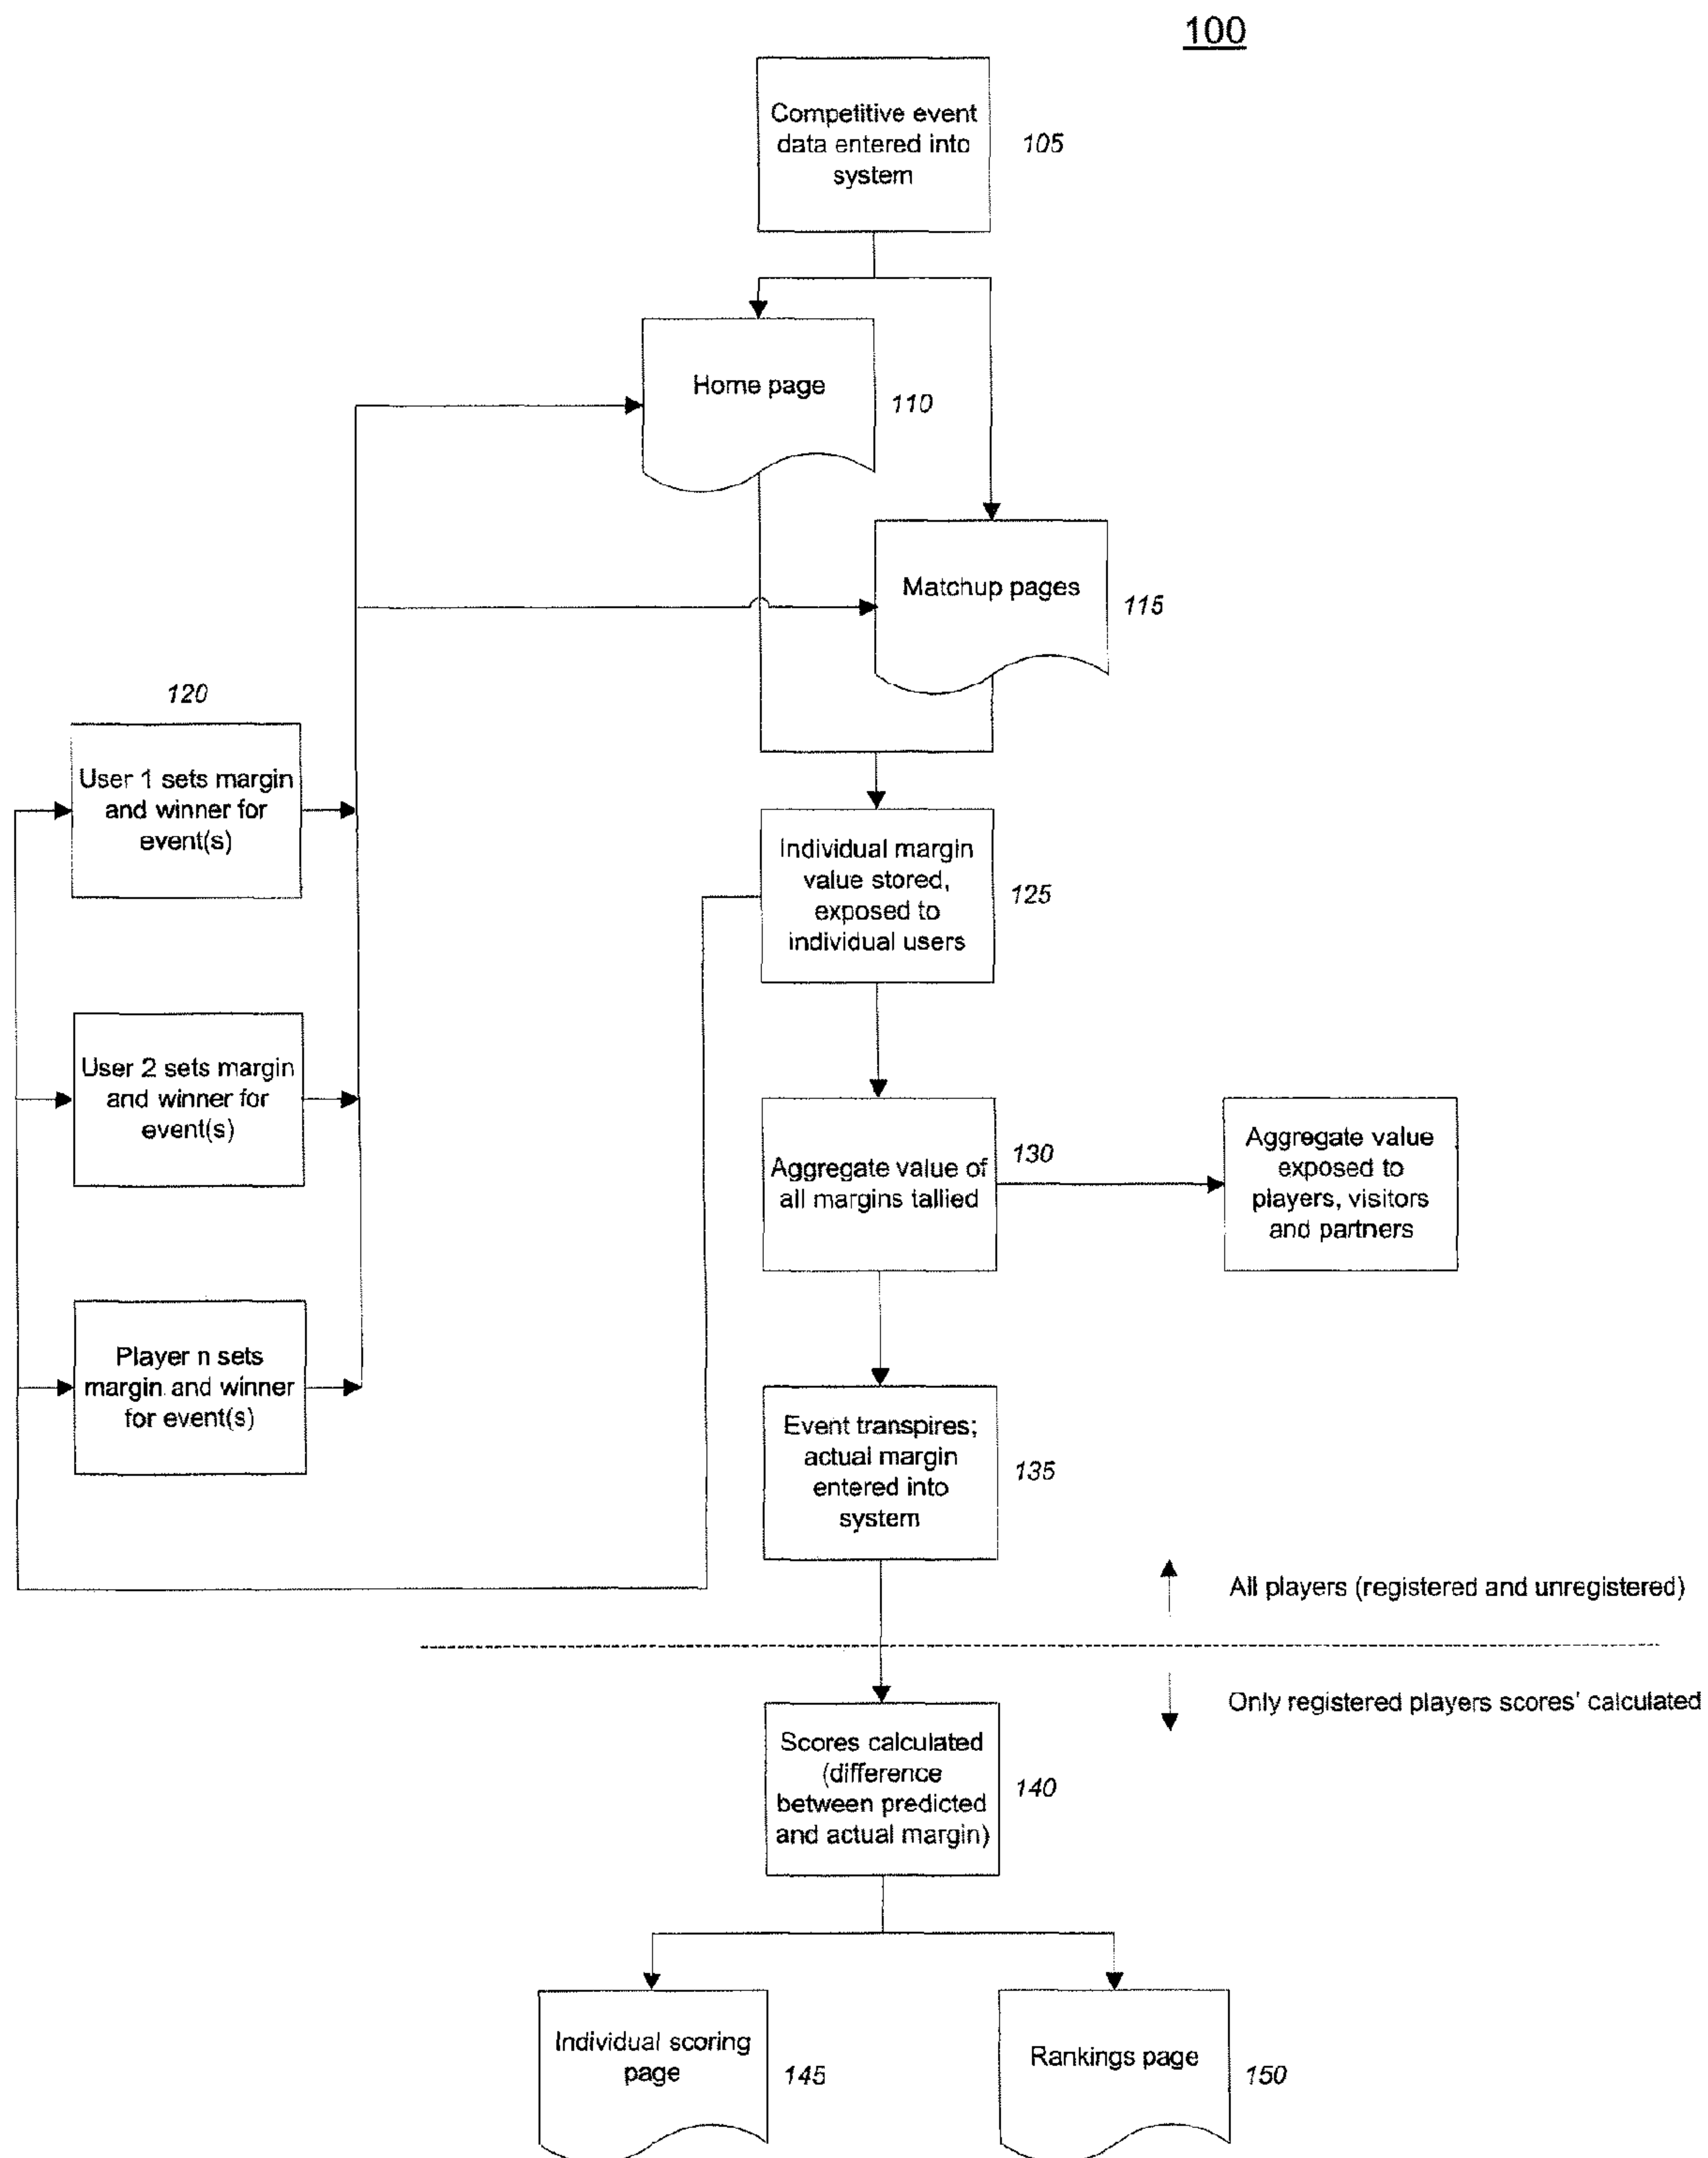 100
Competitive event
data entered into
system
105
Home page
110
Matchup pages
115
120
User 1 sets margin
and winner for
event(s)
Individual margin
value stored,
exposed to
individual users
125
User 2 sets margin
and winner for
event(s)
Aggregate value of
all margins tallied
130
Aggregate value
exposed to
players, visitors
and partners
Player n sets
margin and winner
for event(s)
Event transpires;
actual margin
entered into
system
135
All players (registered and unregistered)
Only registered players scores' calculated
Scores calculated
(difference
between predicted
and actual margin)
140
Individual scoring
page
145
Rankings page
150